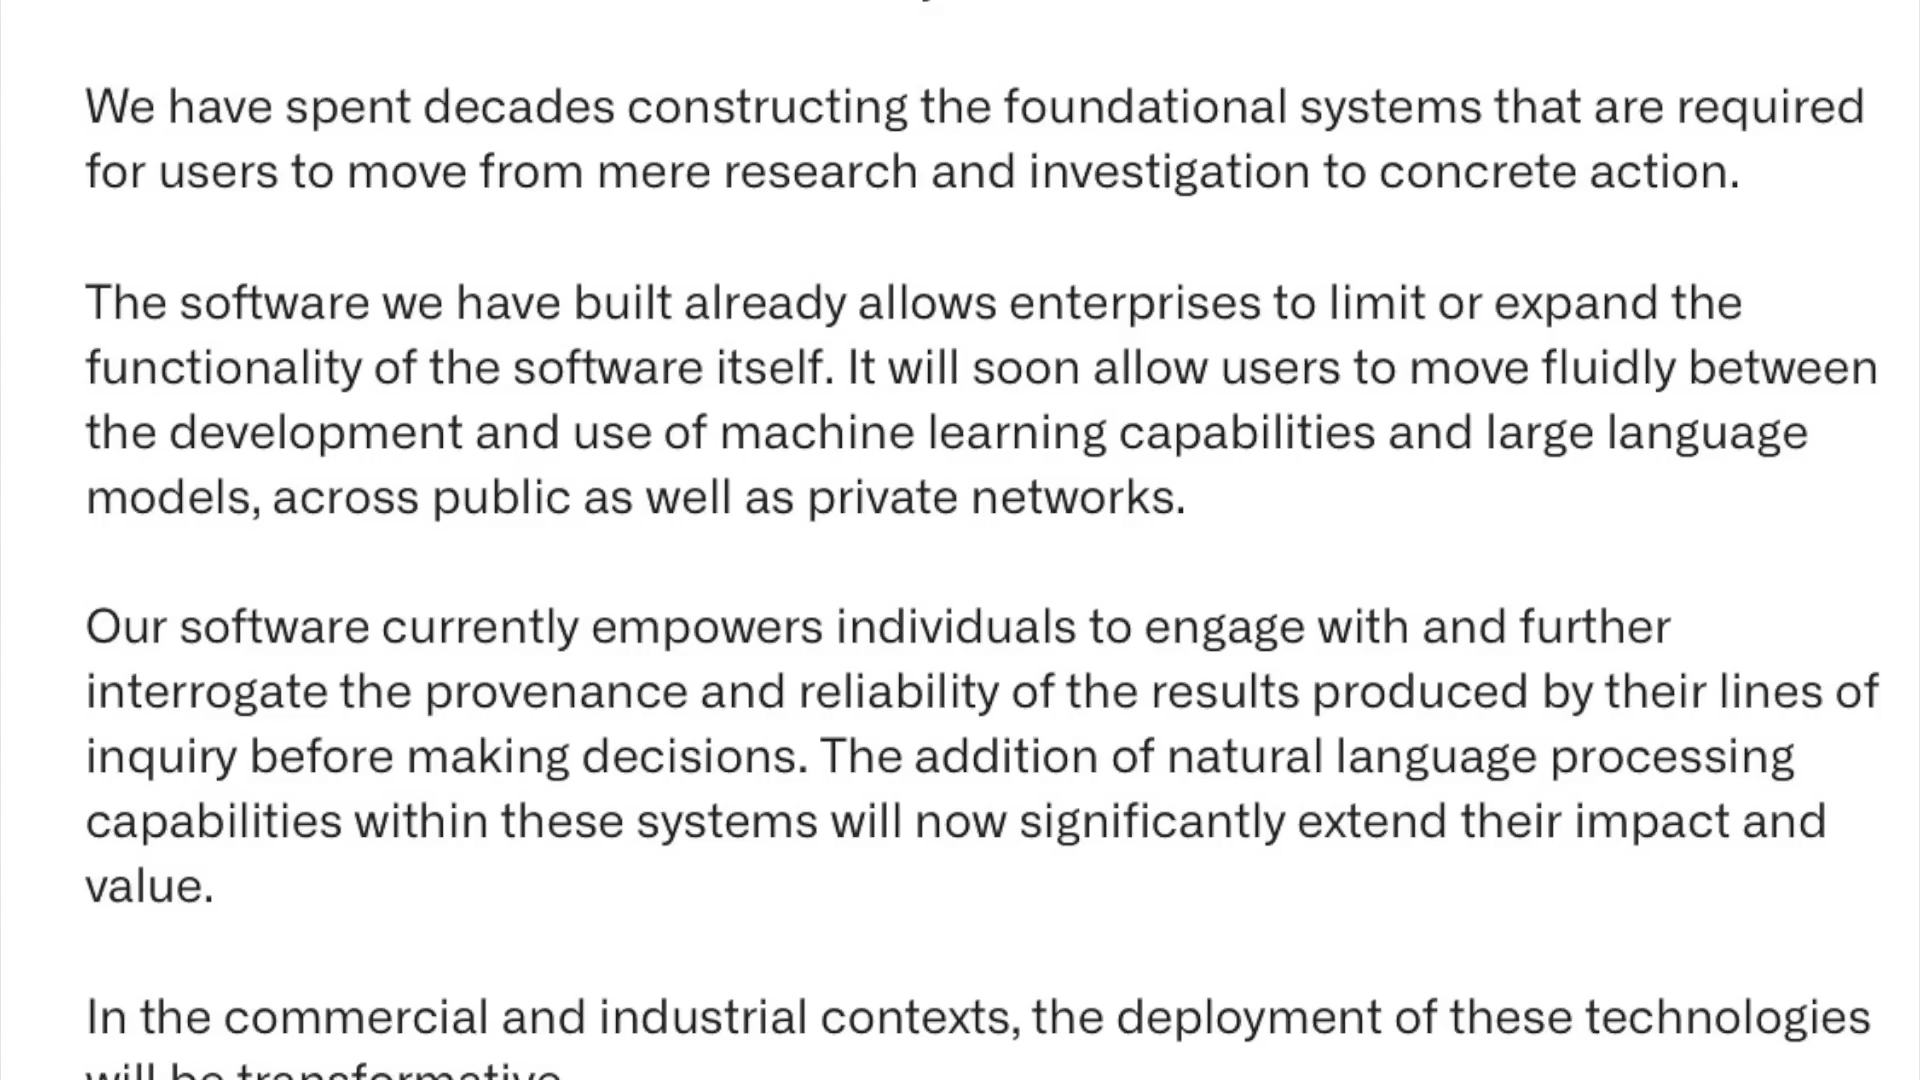 We have spent decades constructing the foundational systems that are required
for users to move from mere research and investigation to concrete action.
The software we have built already allows enterprises to limit or expand the
functionality of the software itself. It will soon allow users to move fluidly between
the development and use of machine learning capabilities and large language
models, across public as well as private networks.
Our software currently empowers individuals to engage with and further
interrogate the provenance and reliability of the results produced by their lines of
inquiry before making decisions. The addition of natural language processing
capabilities within these systems will now significantly extend their impact and
value.
In the commercial and industrial contexts, the deployment of these technologies
will be transformative